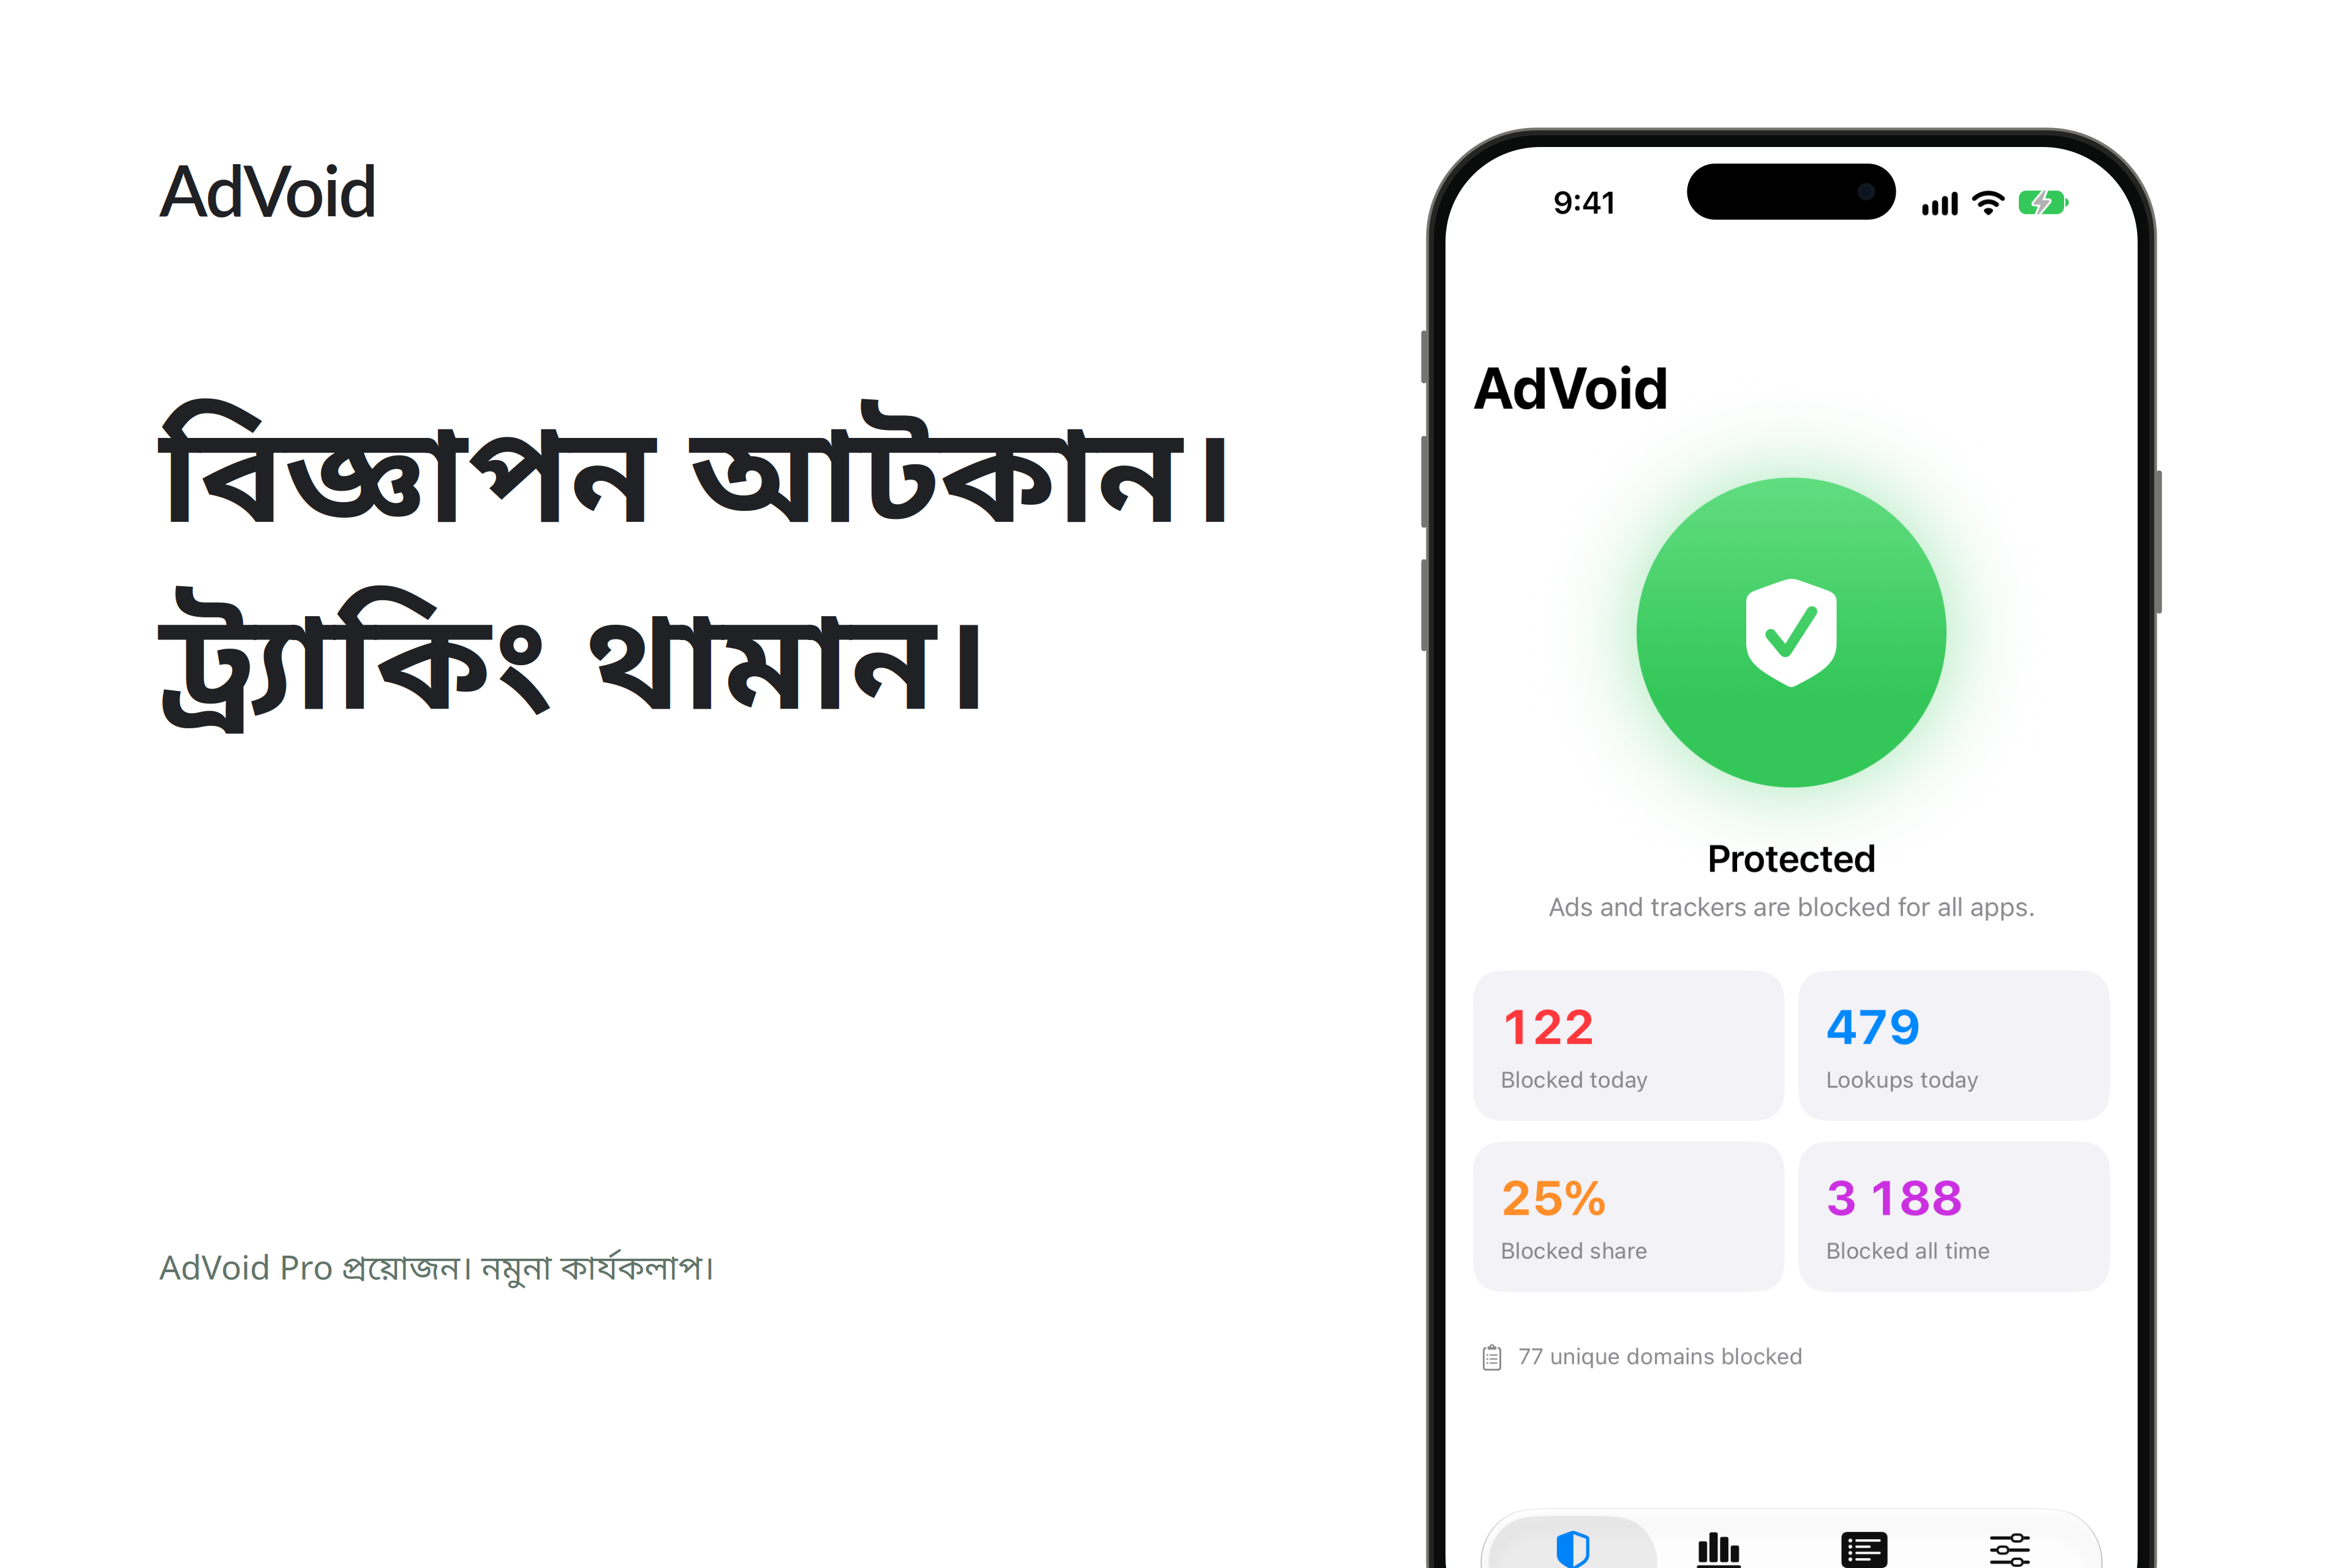 AdVoid
বিজ্ঞাপন আটকান।
ট্র্যাকিং থামান।
AdVoid Pro প্রয়োজন। নমুনা কার্যকলাপ।
9:41
AdVoid
Protected
Ads and trackers are blocked for all apps.
122
Blocked today
479
Lookups today
25%
Blocked share
3 188
Blocked all time
77 unique domains blocked